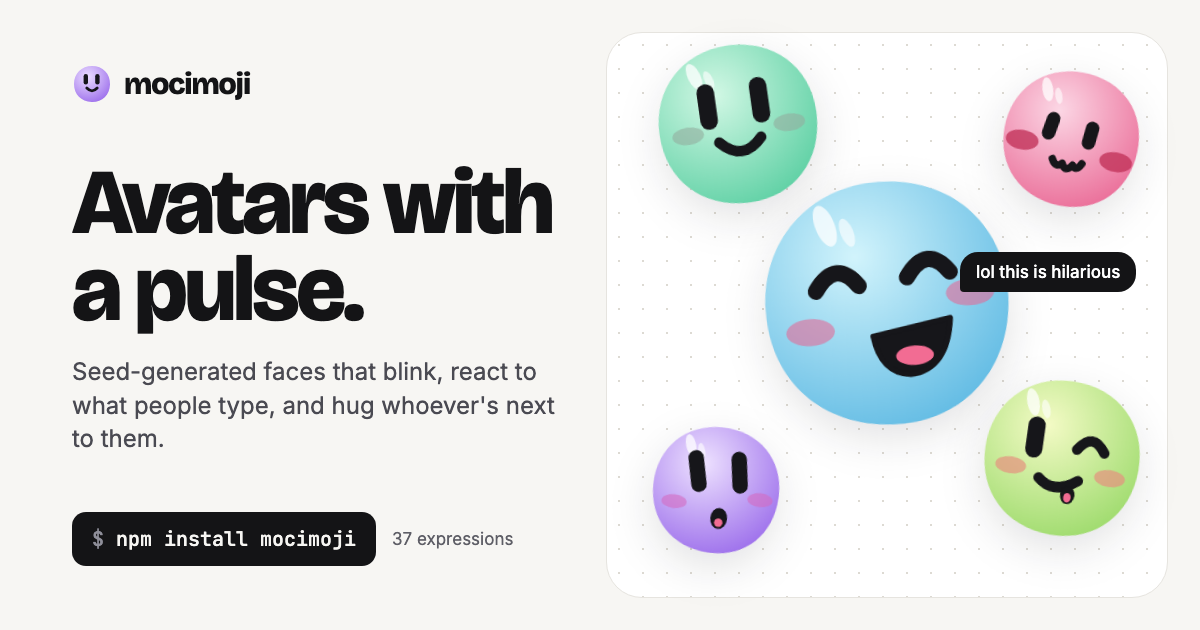 mocimoji
Avatars with
a pulse.
Seed-generated faces that blink, react to
what people type, and hug whoever's next
to them.
$ npm install mocimoji
37 expressions
lol this is hilarious